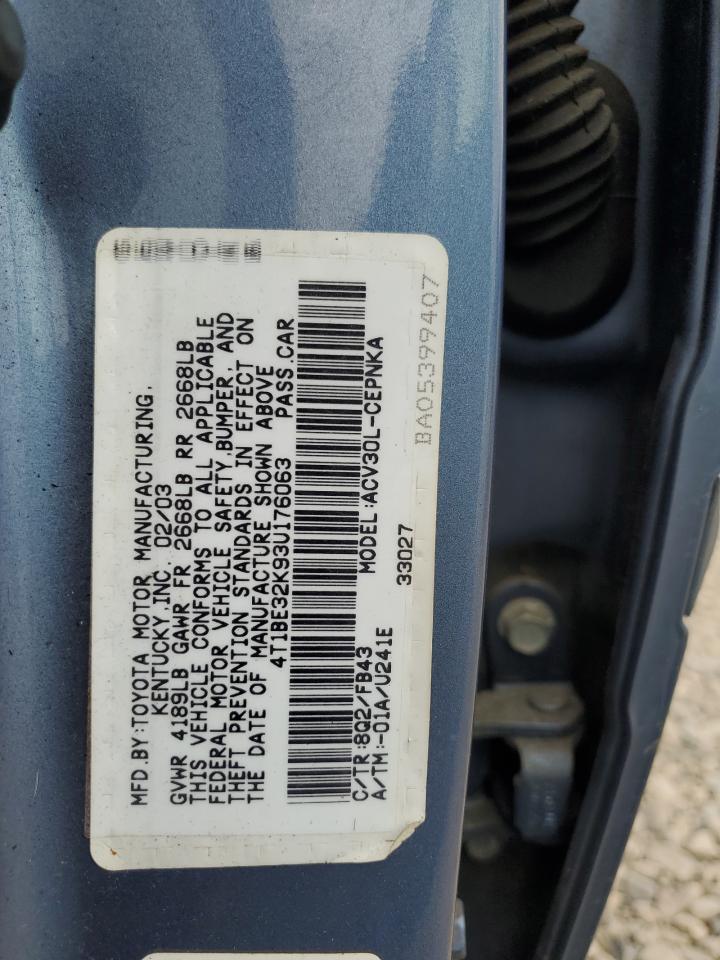 MFD.BY:TOYOTA MOTOR MANUFACTURING,
KENTUCKY,INC. 02/03
GVWR 4189LB GAWR FR 2668LB RR 2668LB
THIS VEHICLE CONFORMS TO ALL APPLICABLE
FEDERAL MOTOR VEHICLE SAFETY,BUMPER, AND
THEFT PREVENTION STANDARDS IN EFFECT ON
THE DATE OF MANUFACTURE SHOWN ABOVE
4T1BE32K93U176063 PASS.CAR
C/TR:8Q2/FB43 MODEL:ACV30L-CEPNKA
A/TM:-01A/U241E 33027
BA05399407